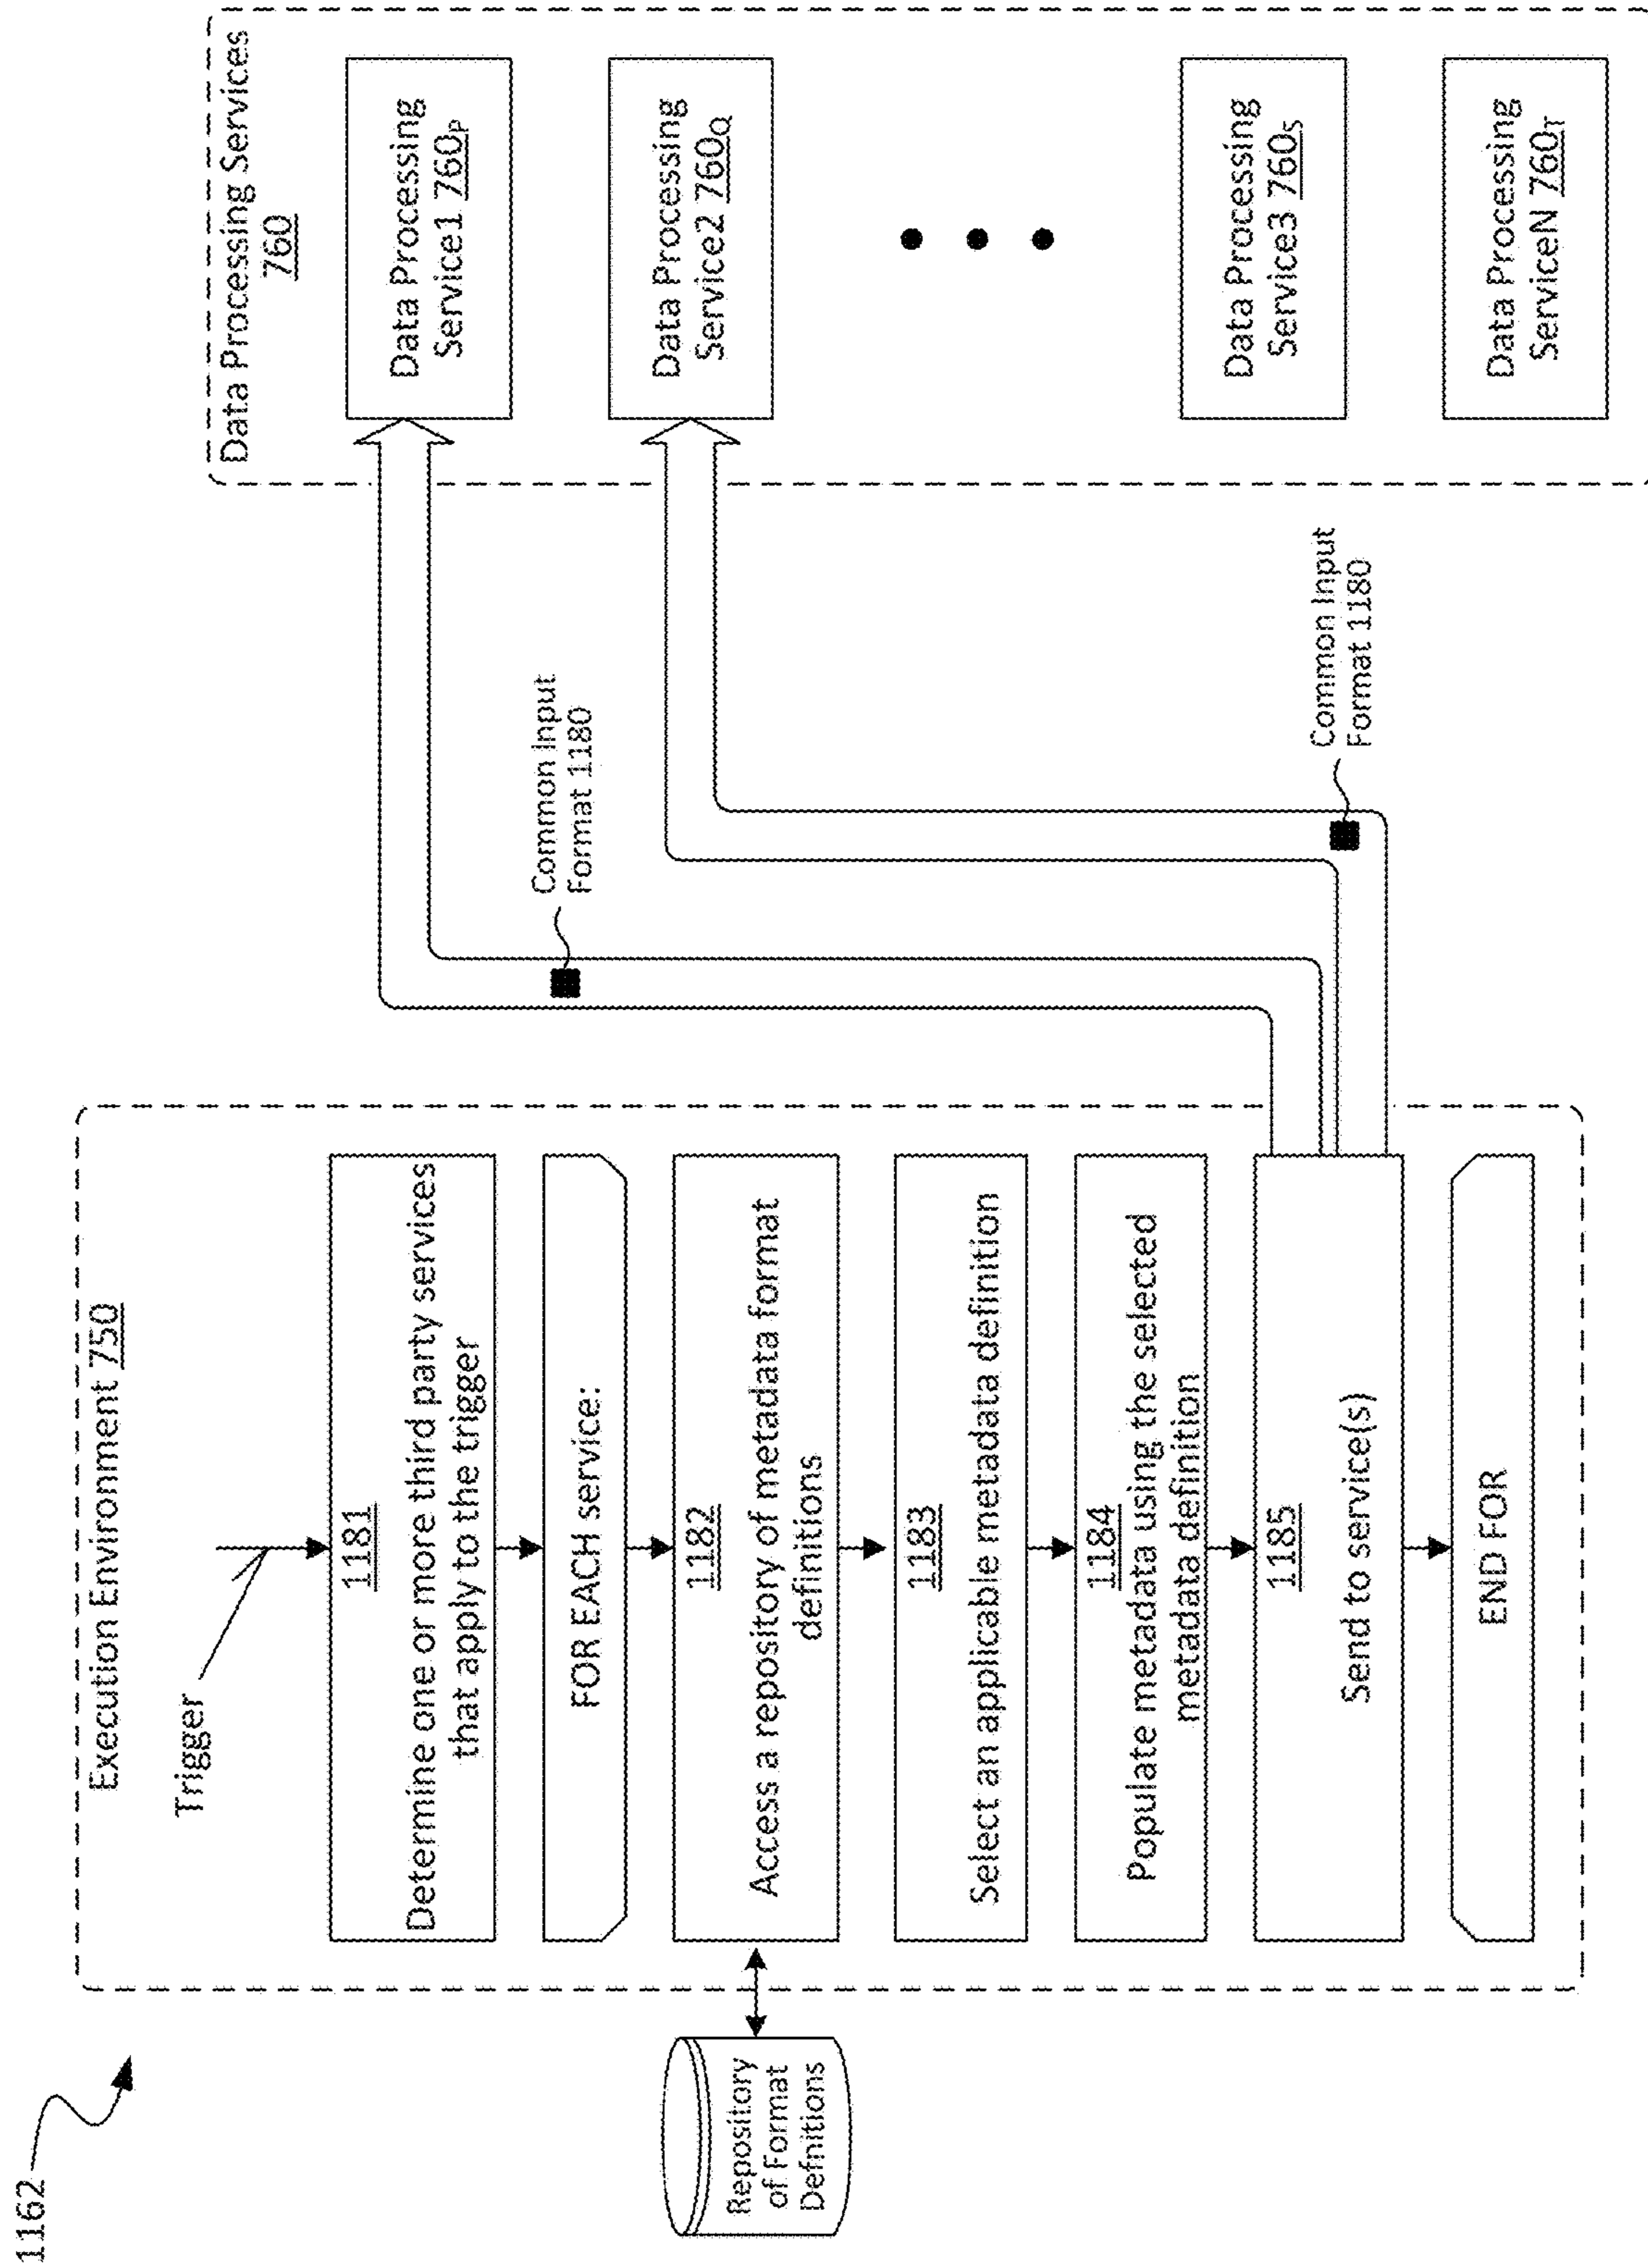 1162
Execution Environment 750
Trigger
1181
Determine one or more third party services
that apply to the trigger
FOR EACH service:
1182
Access a repository of metadata format
definitions
Repository
of Format
Defnitions
1183
Select an applicable metadata definition
1184
Populate metadata using the selected
metadata definition
1185
Send to service(s)
END FOR
Common Input
Format 1180
Common Input
Format 1180
Data Processing Services
760
Data Processing
Service1 760P
Data Processing
Service2 760Q
Data Processing
Service3 760S
Data Processing
ServiceN 760T